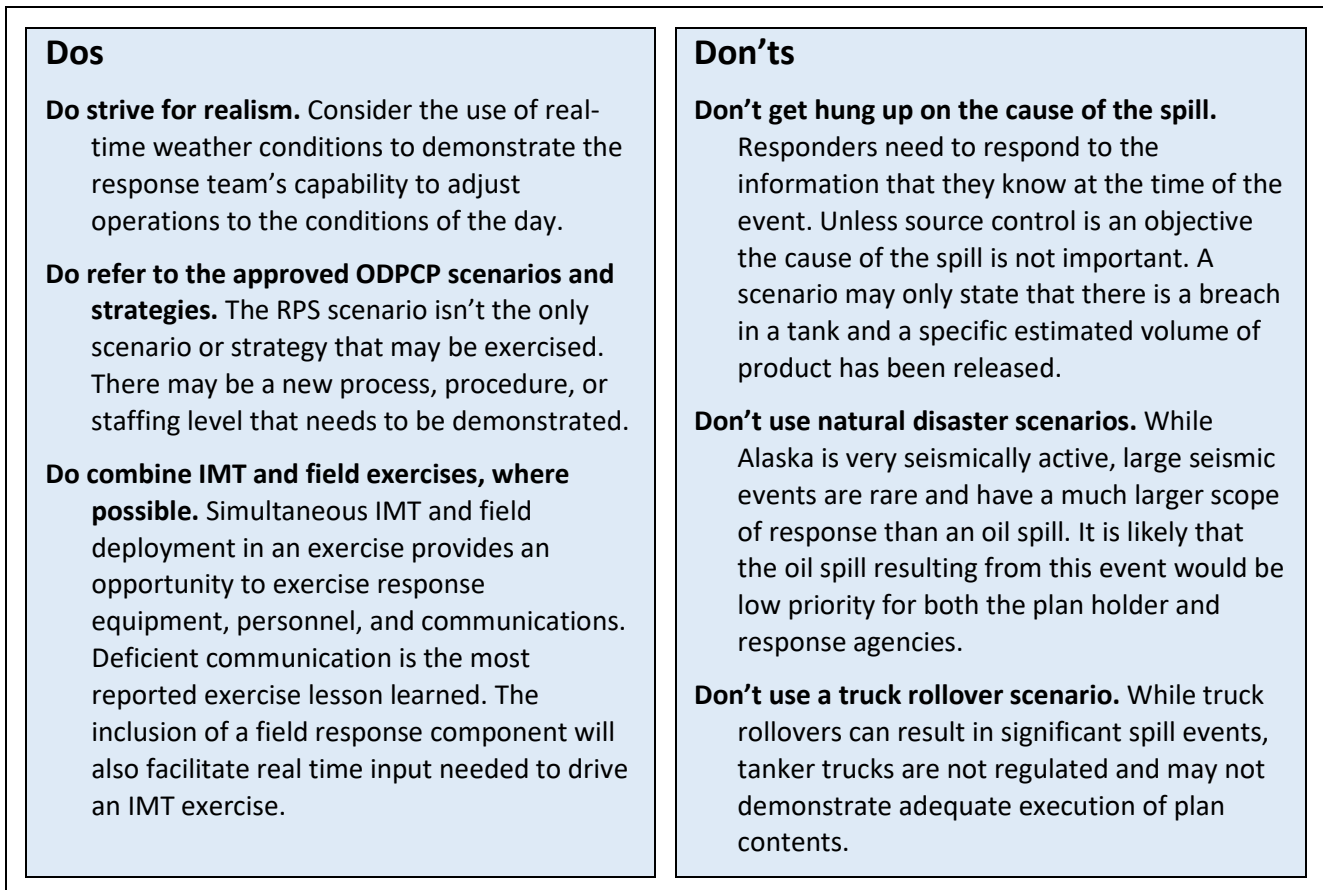 Dos
Do strive for realism. Consider the use of real-
time weather conditions to demonstrate the
response team’s capability to adjust
operations to the conditions of the day.
Do refer to the approved ODPCP scenarios and
strategies. The RPS scenario isn’t the only
scenario or strategy that may be exercised.
There may be a new process, procedure, or
staffing level that needs to be demonstrated.
Do combine IMT and field exercises, where
possible. Simultaneous IMT and field
deployment in an exercise provides an
opportunity to exercise response
equipment, personnel, and communications.
Deficient communication is the most
reported exercise lesson learned. The
inclusion of a field response component will
also facilitate real time input needed to drive
an IMT exercise.
Don’ts
Don’t get hung up on the cause of the spill.
Responders need to respond to the
information that they know at the time of the
event. Unless source control is an objective
the cause of the spill is not important. A
scenario may only state that there is a breach
in a tank and a specific estimated volume of
product has been released.
Don’t use natural disaster scenarios. While
Alaska is very seismically active, large seismic
events are rare and have a much larger scope
of response than an oil spill. It is likely that
the oil spill resulting from this event would be
low priority for both the plan holder and
response agencies.
Don’t use a truck rollover scenario. While truck
rollovers can result in significant spill events,
tanker trucks are not regulated and may not
demonstrate adequate execution of plan
contents.